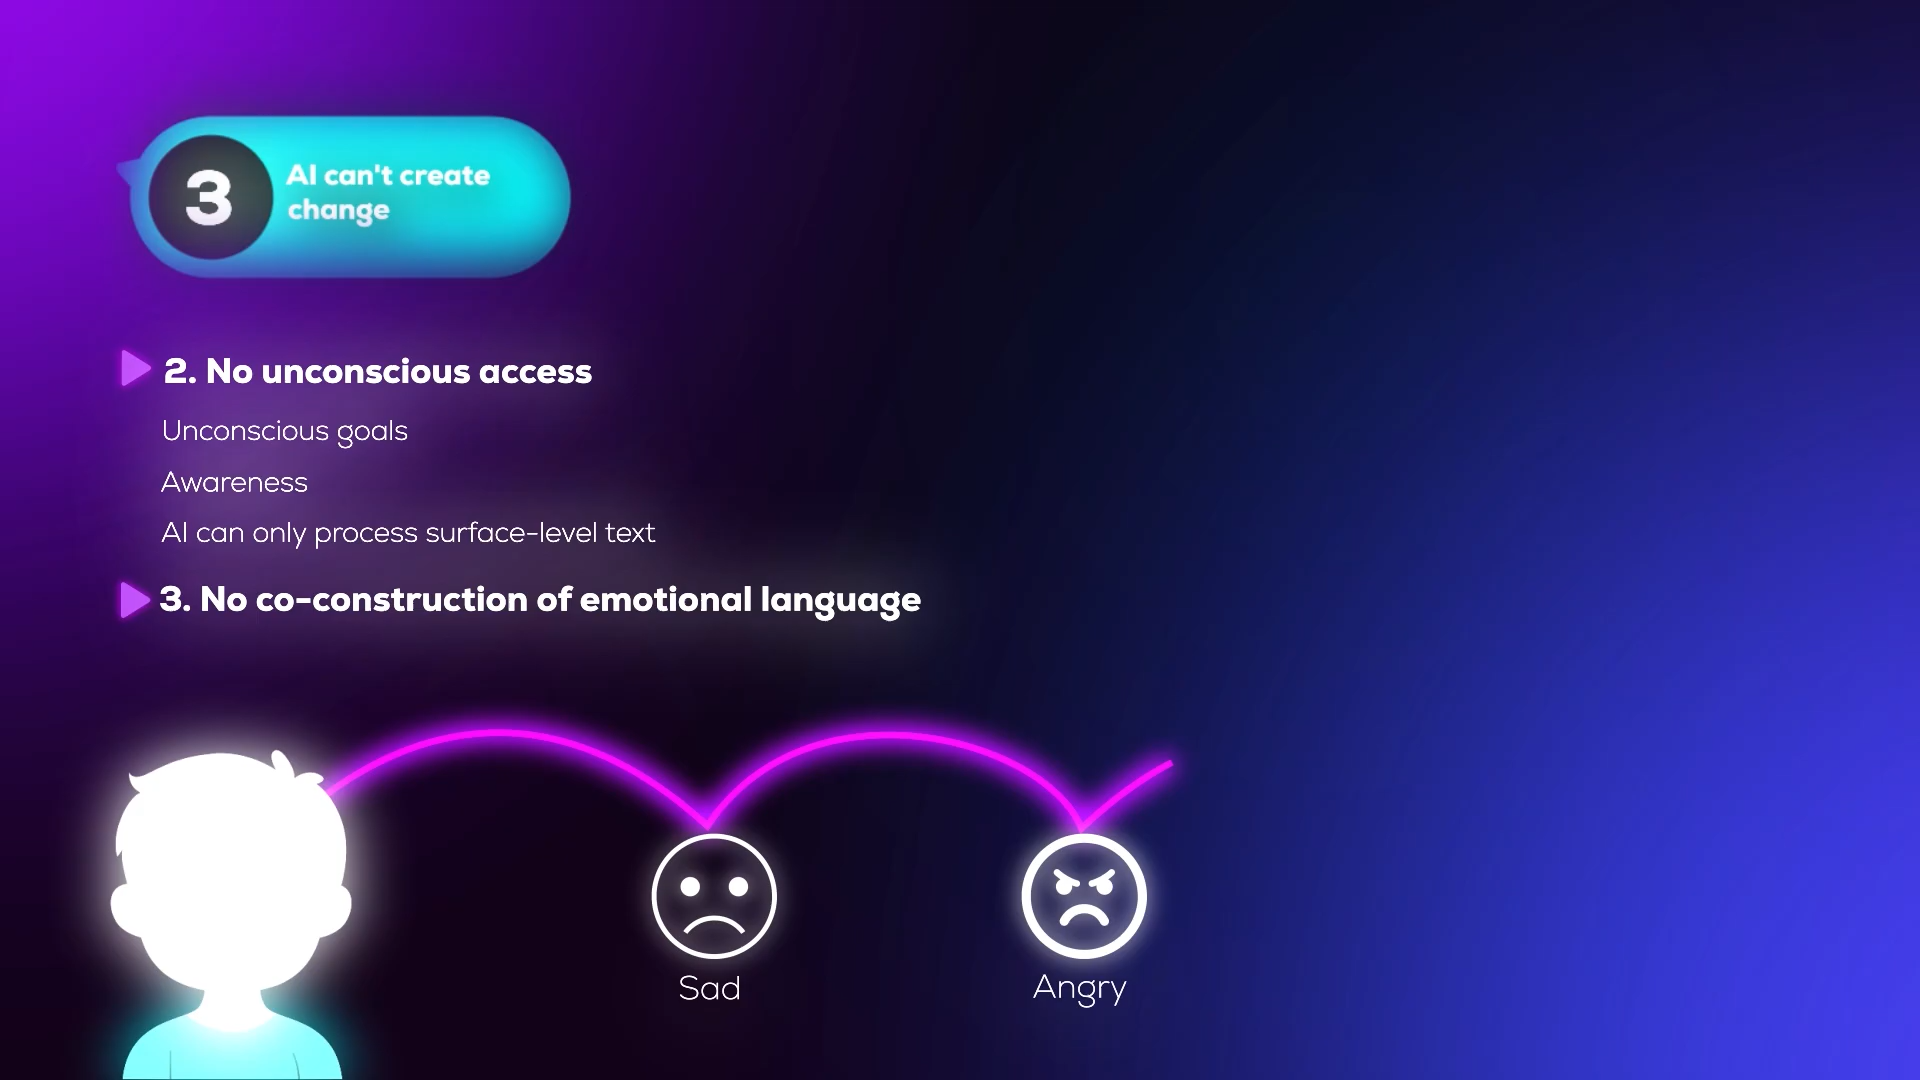 3
AI can't create
change
2. No unconscious access
Unconscious goals
Awareness
AI can only process surface-level text
3. No co-construction of emotional language
Sad
Angry